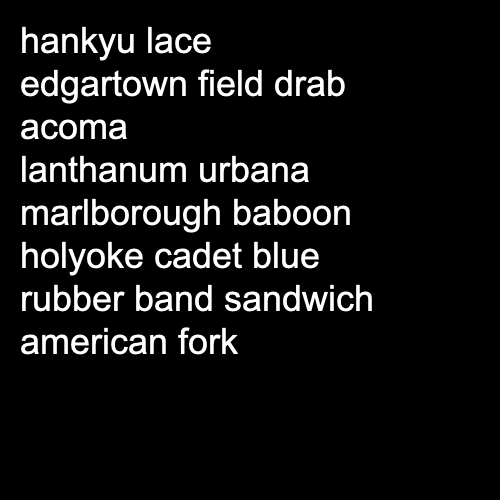 hankyu lace
edgartown field drab
acoma
lanthanum urbana
marlborough baboon
holyoke cadet blue
rubber band sandwich
american fork